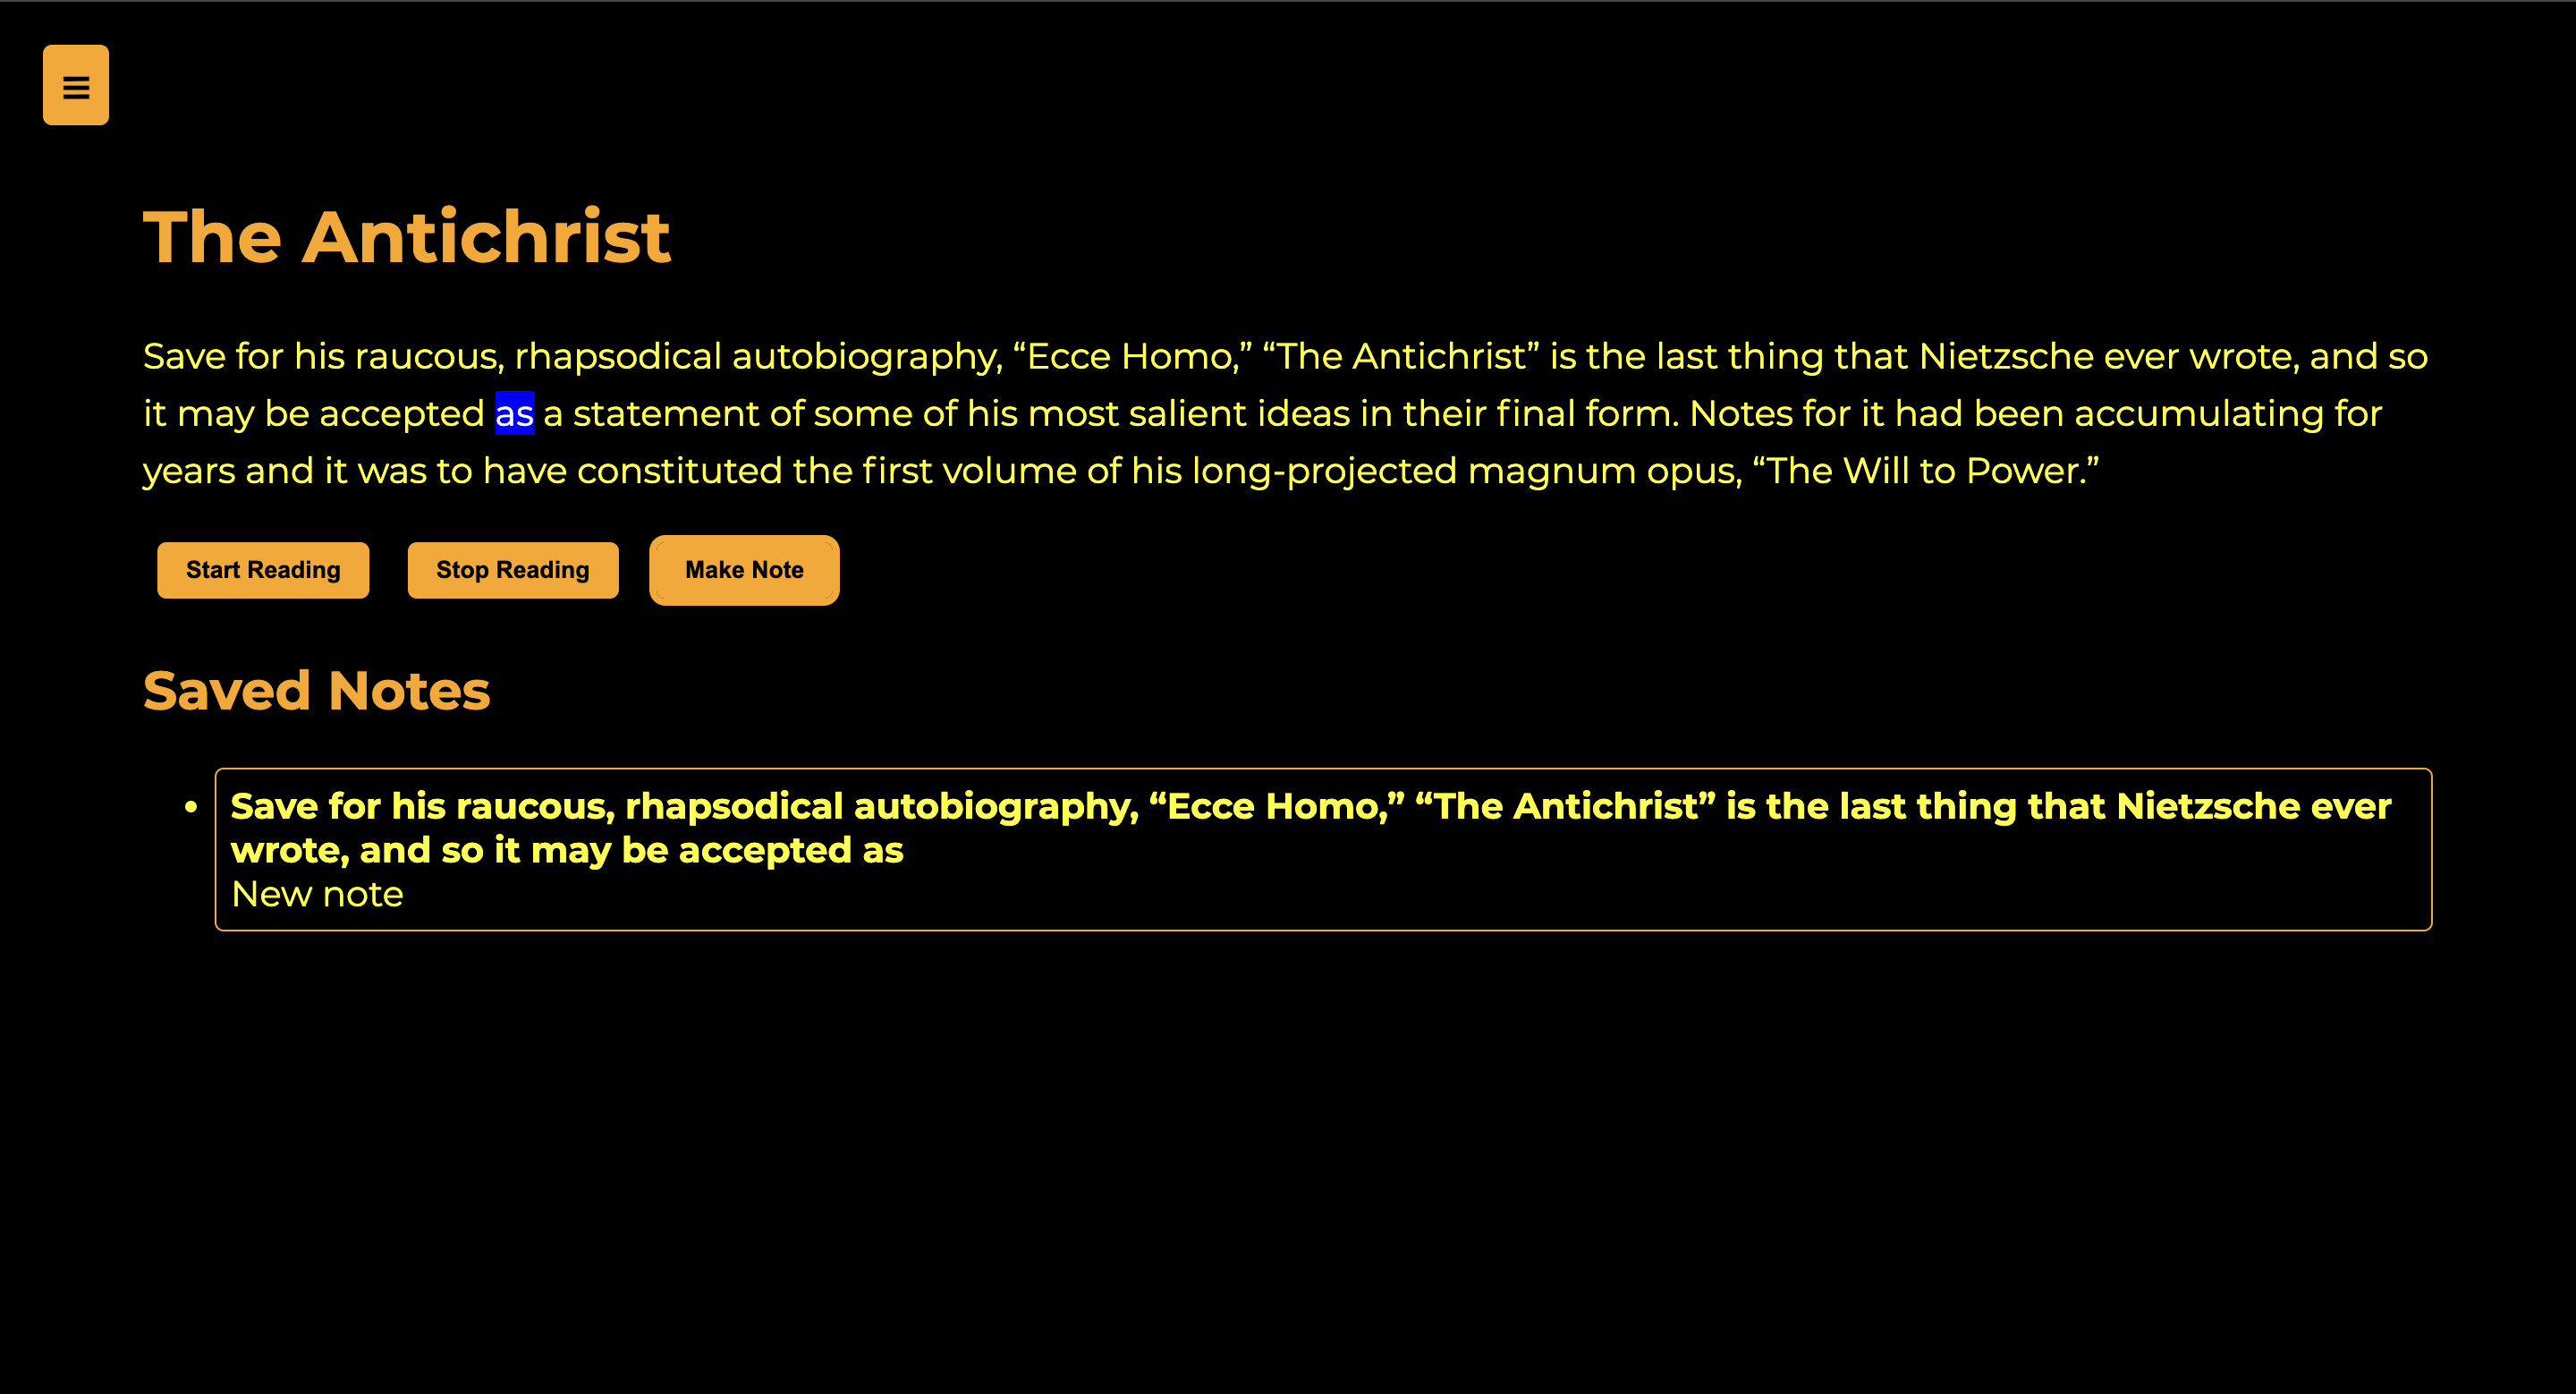 The Antichrist
Save for his raucous, rhapsodical autobiography, “Ecce Homo,” “The Antichrist” is the last thing that Nietzsche ever wrote, and so
it may be accepted as a statement of some of his most salient ideas in their final form. Notes for it had been accumulating for
years and it was to have constituted the first volume of his long-projected magnum opus, “The Will to Power.”
Start Reading Stop Reading Make Note
Saved Notes
• Save for his raucous, rhapsodical autobiography, “Ecce Homo,” “The Antichrist” is the last thing that Nietzsche ever
wrote, and so it may be accepted as
New note